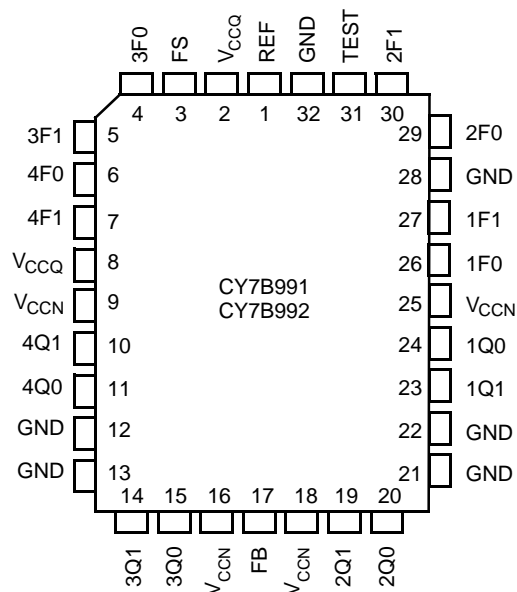 3F0 FS VCCQ REF GND TEST 2F1
4 3 2 1 32 31 30
3F1 5 29 2F0
4F0 6 28 GND
4F1 7 27 1F1
VCCQ 8 26 1F0
VCCN 9 25 VCCN
CY7B991
CY7B992
4Q1 10 24 1Q0
4Q0 11 23 1Q1
GND 12 22 GND
GND 13 21 GND
14 15 16 17 18 19 20
3Q1 3Q0 VCCN FB VCCN 2Q1 2Q0